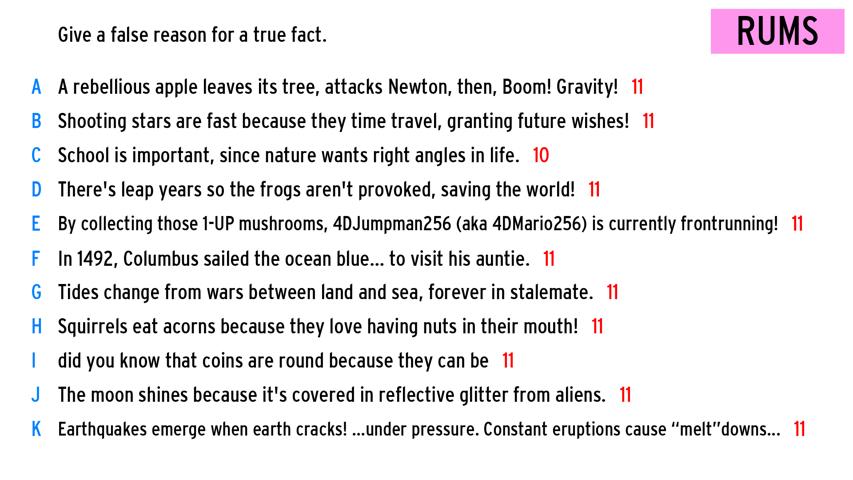 Give a false reason for a true fact.
RUMS
A A rebellious apple leaves its tree, attacks Newton, then, Boom! Gravity! 11
B Shooting stars are fast because they time travel, granting future wishes! 11
C School is important, since nature wants right angles in life. 10
D There's leap years so the frogs aren't provoked, saving the world! 11
E By collecting those 1-UP mushrooms, 4DJumpman256 (aka 4DMario256) is currently frontrunning! 11
F In 1492, Columbus sailed the ocean blue... to visit his auntie. 11
G Tides change from wars between land and sea, forever in stalemate. 11
H Squirrels eat acorns because they love having nuts in their mouth! 11
I did you know that coins are round because they can be 11
J The moon shines because it's covered in reflective glitter from aliens. 11
K Earthquakes emerge when earth cracks! ...under pressure. Constant eruptions cause “melt”downs... 11